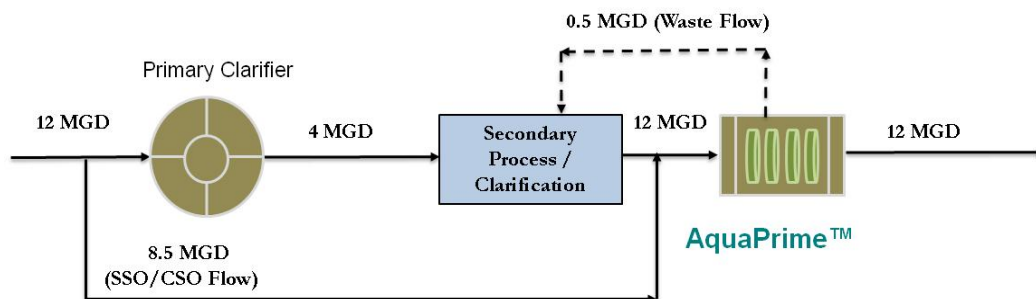 0.5 MGD (Waste Flow)
Primary Clarifier
12 MGD
4 MGD
Secondary
Process /
Clarification
12 MGD
12 MGD
AquaPrime™
8.5 MGD
(SSO/CSO Flow)